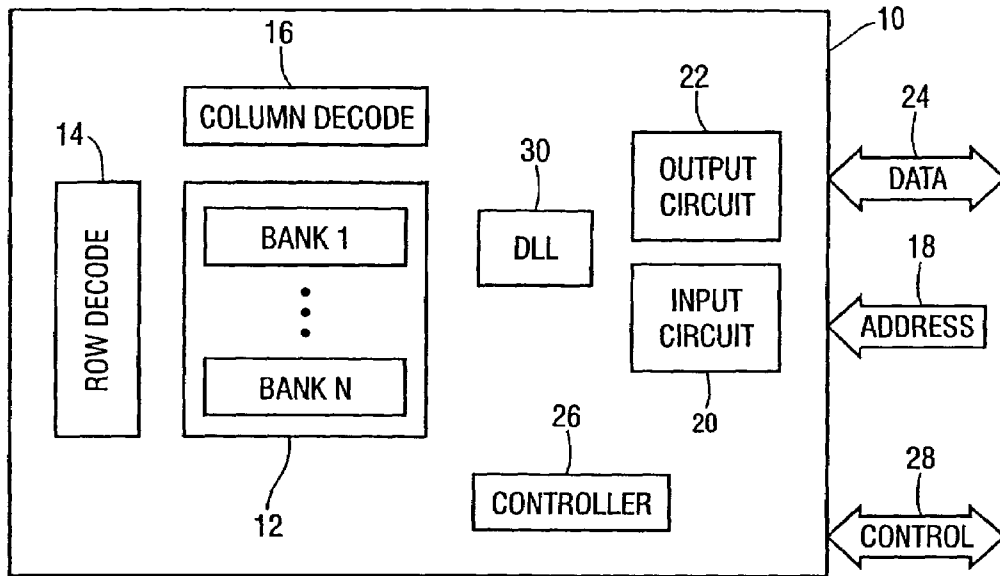 10
16
COLUMN DECODE
22
OUTPUT
CIRCUIT
24
DATA
14
ROW DECODE
30
DLL
BANK 1
BANK N
12
18
ADDRESS
INPUT
CIRCUIT
20
26
CONTROLLER
28
CONTROL